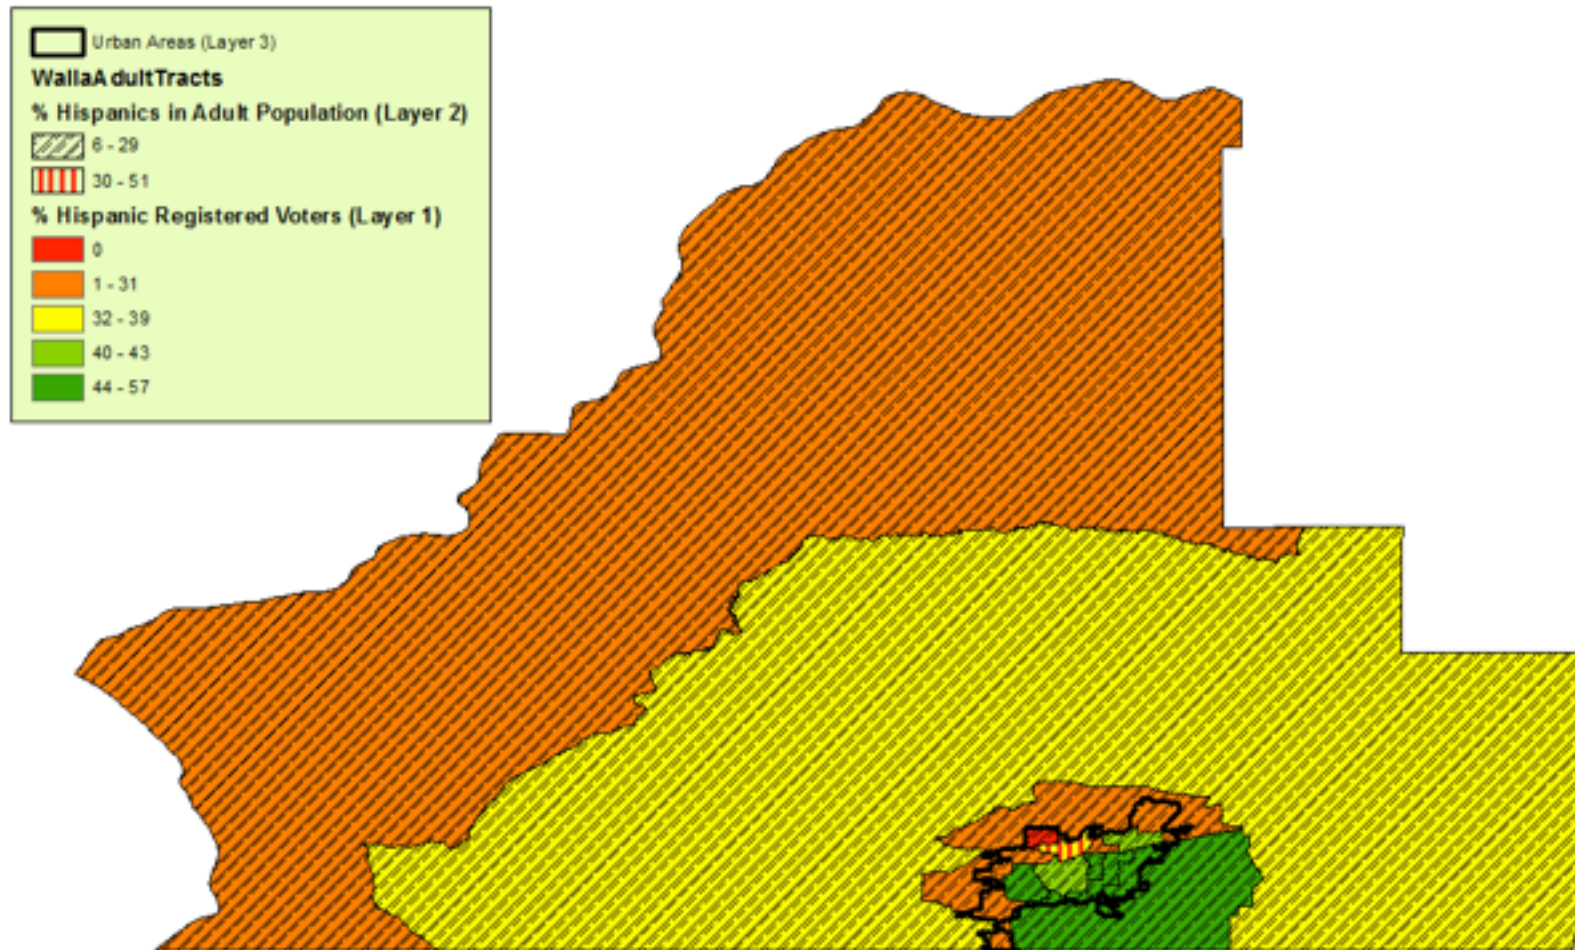 Urban Areas (Layer 3)
WallaAdultTracts
% Hispanics in Adult Population (Layer 2)
6 - 29
30 - 51
% Hispanic Registered Voters (Layer 1)
0
1 - 31
32 - 39
40 - 43
44 - 57